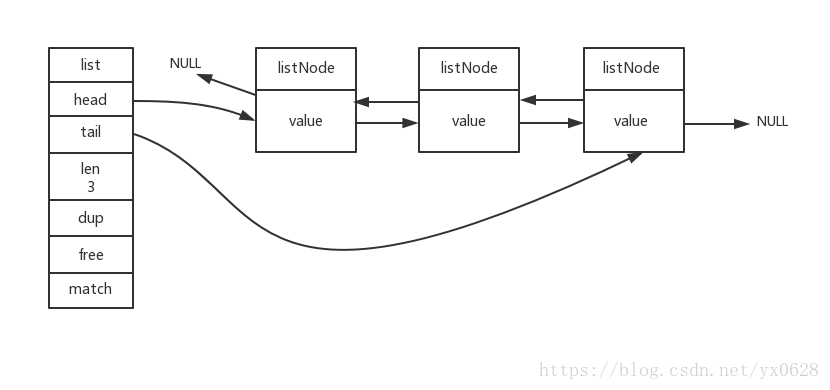 list
head
tail
len
3
dup
free
match
NULL
listNode
value
listNode
value
listNode
value
NULL
https://blog.csdn.net/yx0628